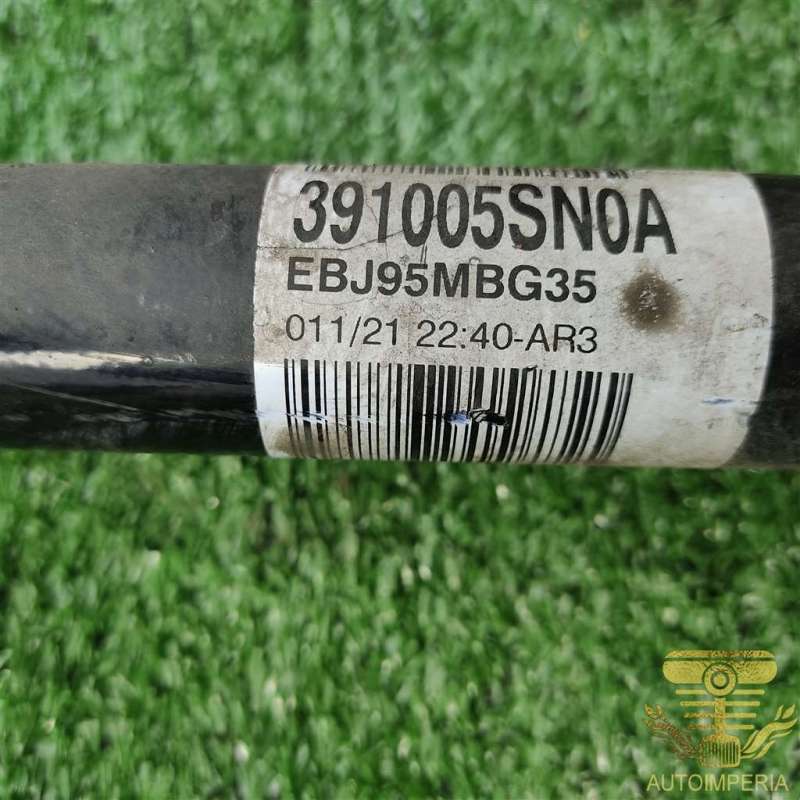 391005SN0A
EBJ95MBG35
011/21 22:40-AR3
AUTOIMPERIA